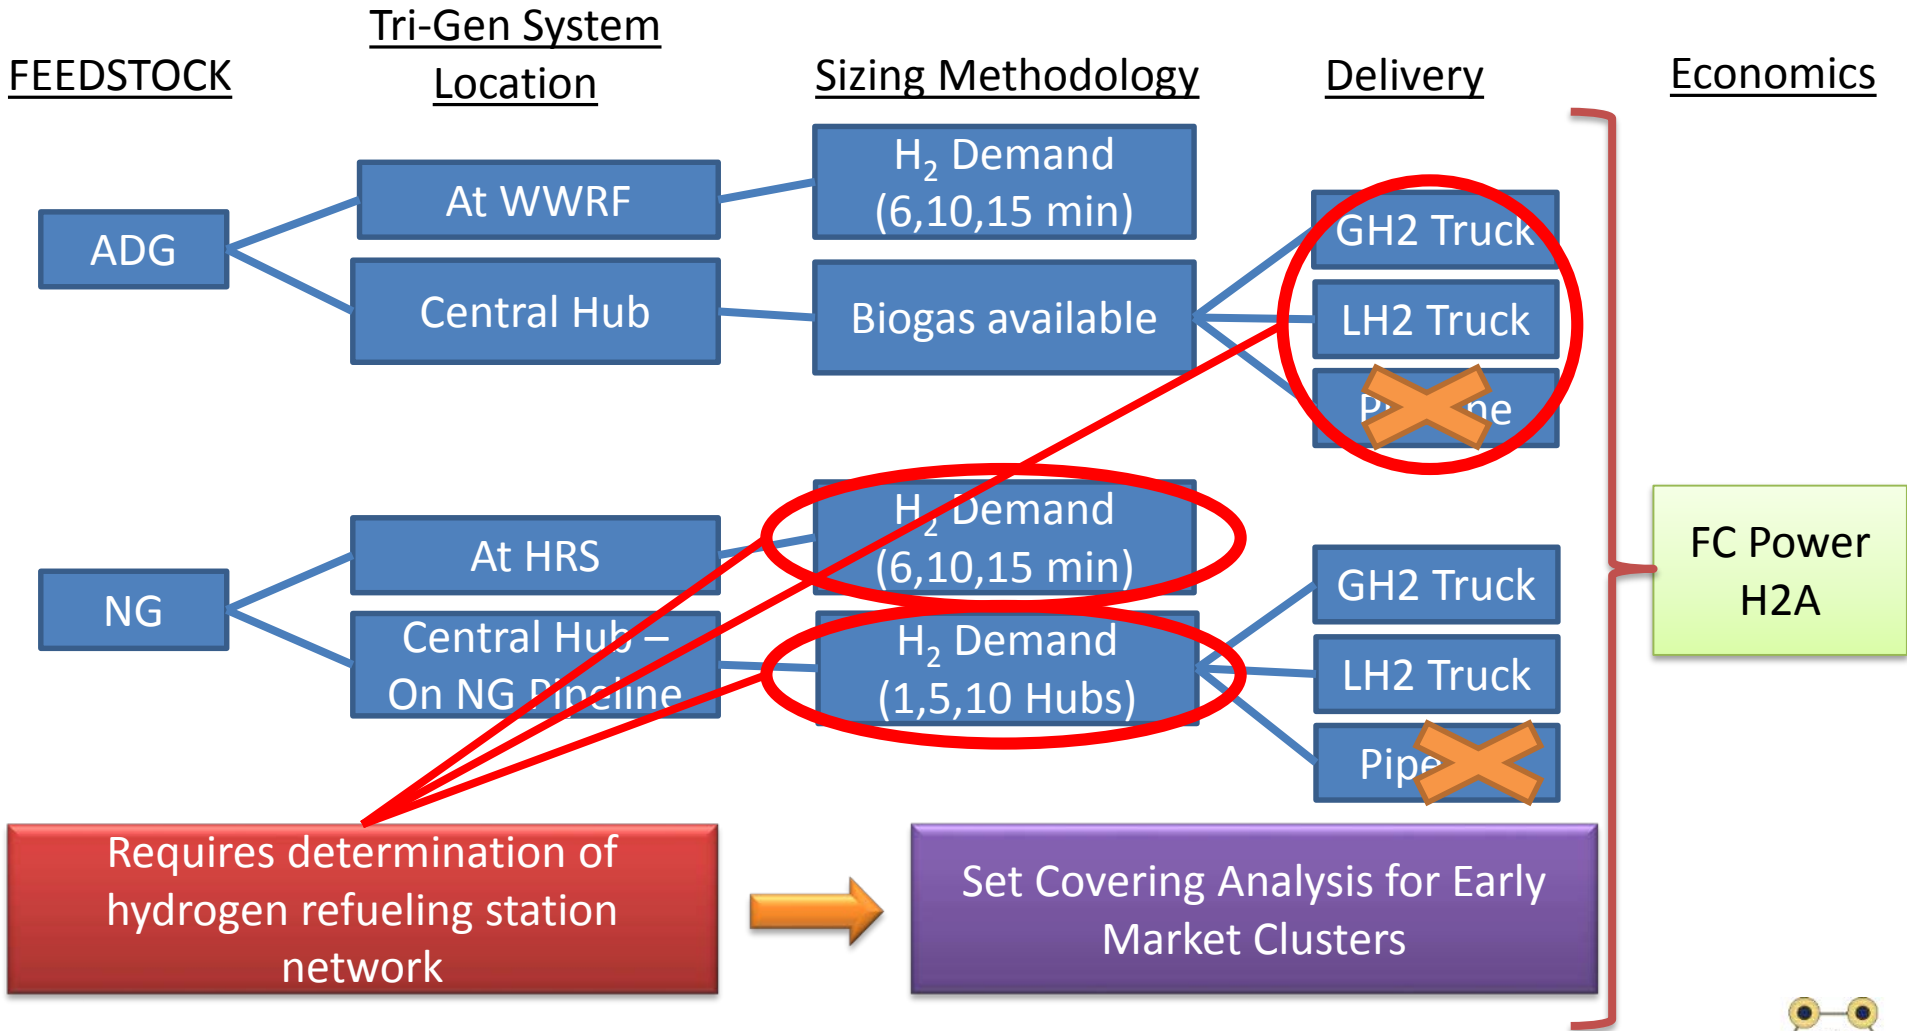 Tri-Gen System
Location
FEEDSTOCK
Sizing Methodology
Delivery
Economics
ADG
At WWRF
Central Hub
H₂ Demand
(6,10,15 min)
Biogas available
GH2 Truck
LH2 Truck
NG
At HRS
Central Hub –
On NG Pipeline
H₂ Demand
(6,10,15 min)
H₂ Demand
(1,5,10 Hubs)
GH2 Truck
LH2 Truck
FC Power
H2A
Requires determination of
hydrogen refueling station
network
Set Covering Analysis for Early
Market Clusters